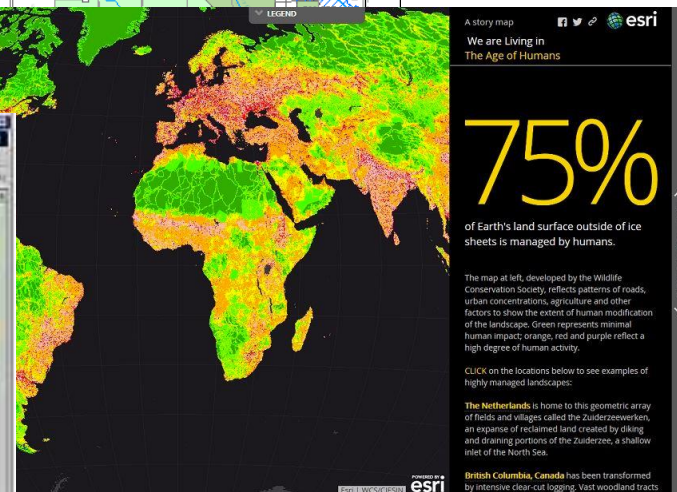 LEGEND
A story map
esri
We are Living in
The Age of Humans
75%
of Earth's land surface outside of ice
sheets is managed by humans.
The map at left, developed by the Wildlife
Conservation Society, reflects patterns of roads,
urban concentrations, agriculture and other
factors to show the extent of human modification
of the landscape. Green represents minimal
human impact; orange, red and purple reflect a
high degree of human activity.
CLICK on the locations below to see examples of
highly managed landscapes:
The Netherlands is home to this geometric array
of fields and villages called the Zuiderzeewerken,
an expanse of reclaimed land created by diking
and draining portions of the Zuiderzee, a shallow
inlet of the North Sea.
British Columbia, Canada has been transformed
by intensive clear-cut logging. Vast woodland tracts
POWERED BY
esri
Esri | WCS/CIESIN